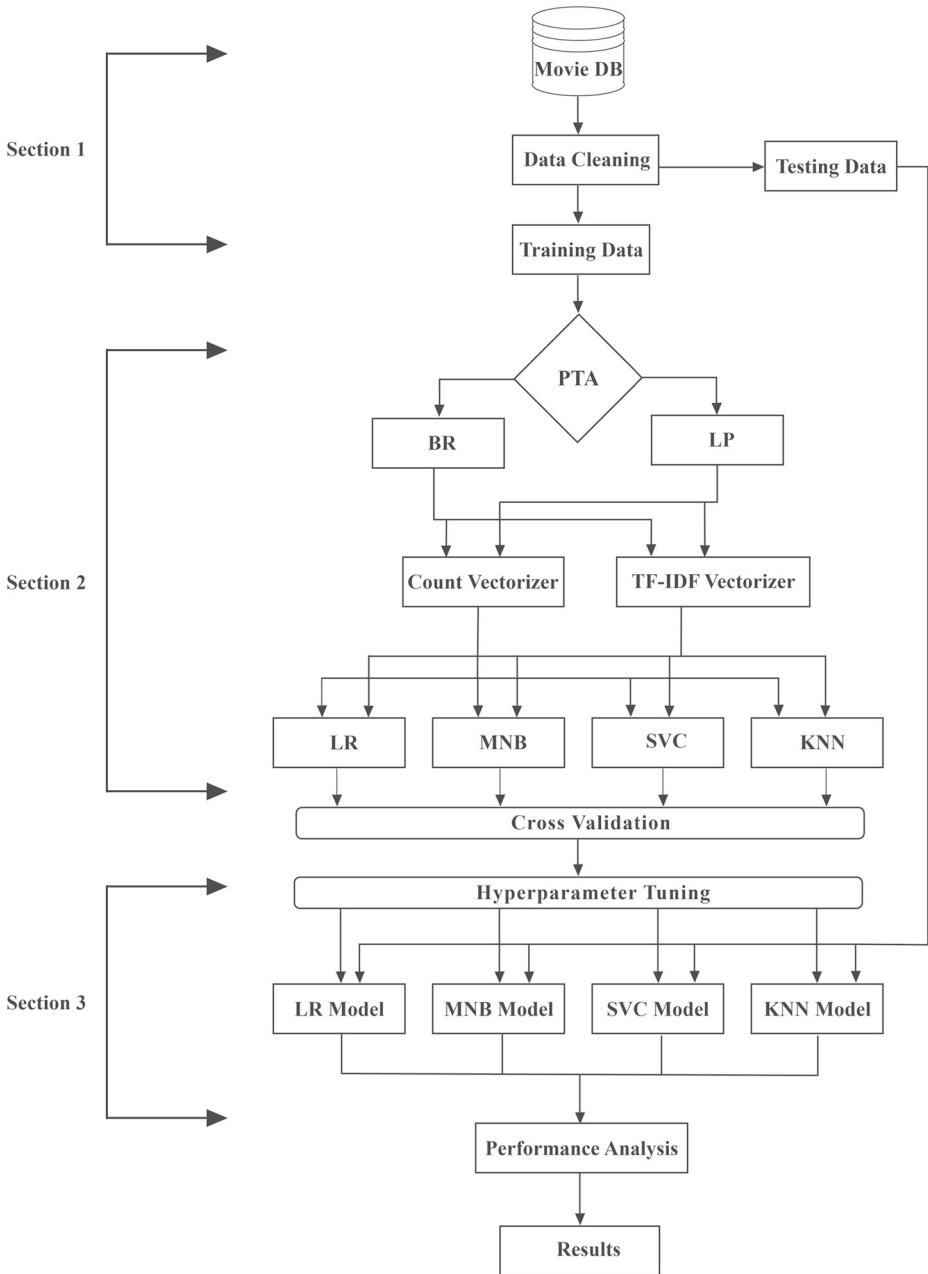 Movie DB
Section 1
Data Cleaning
Testing Data
Training Data
PTA
BR
LP
Section 2
Count Vectorizer
TF-IDF Vectorizer
LR
MNB
SVC
KNN
Cross Validation
Hyperparameter Tuning
Section 3
LR Model
MNB Model
SVC Model
KNN Model
Performance Analysis
Results